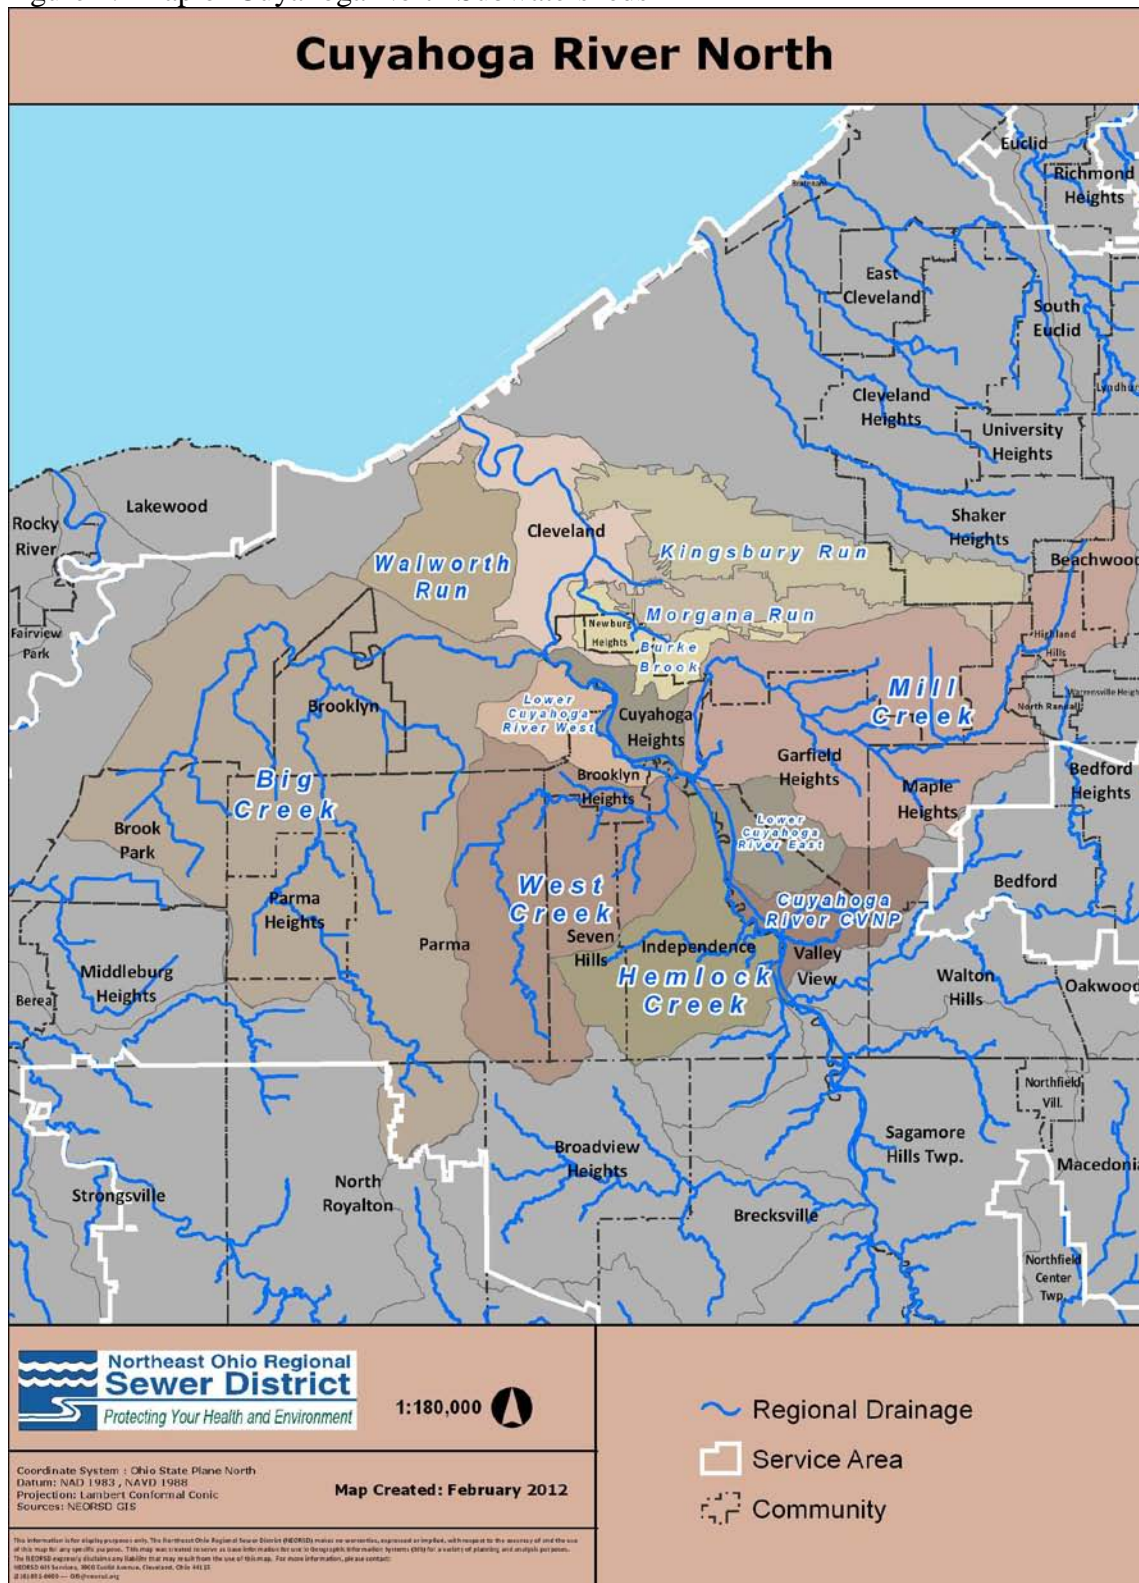 Cuyahoga River North
Euclid
Richmond
Heights
East
Cleveland
South
Euclid
Cleveland
Heights
University
Heights
Lakewood
Rocky
River
Shaker
Heights
Cleveland
Kingsbury Run
Beachwood
Walworth
Run
Morgana Run
Newburg
Heights
Fairview
Park
Highland
Hills
Burke
Brook
Mill
Creek
North Randall
Brooklyn
Lower
Cuyahoga
River West
Cuyahoga
Heights
Garfield
Heights
Bedford
Heights
Big
Creek
Brooklyn
Heights
Maple
Heights
Brook
Park
Lower
Cuyahoga
River East
Bedford
West
Creek
Cuyahoga
River CVNP
Parma
Heights
Parma
Seven
Hills
Independence
Valley
View
Middleburg
Heights
Hemlock
Creek
Walton
Hills
Oakwood
Berea
Northfield
Vill.
Sagamore
Hills Twp.
Broadview
Heights
Macedonia
Strongsville
North
Royalton
Brecksville
Northfield
Center
Twp.
Northeast Ohio Regional
Sewer District
Protecting Your Health and Environment
1:180,000
Regional Drainage
Service Area
Community
Coordinate System : Ohio State Plane North
Datum: NAD 1983 , NAVD 1988
Projection: Lambert Conformal Conic
Sources: NEORSD GIS
Map Created: February 2012